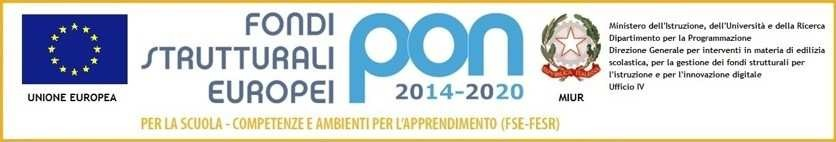 UNIONE EUROPEA
FONDI
STRUTTURALI
EUROPEI
pon
2014-2020
REPUBBLICA ITALIANA
MIUR
Ministero dell'Istruzione, dell'Università e della Ricerca
Dipartimento per la Programmazione
Direzione Generale per interventi in materia di edilizia
scolastica, per la gestione dei fondi strutturali per
l'istruzione e per l'innovazione digitale
Ufficio IV
PER LA SCUOLA - COMPETENZE E AMBIENTI PER L'APPRENDIMENTO (FSE-FESR)